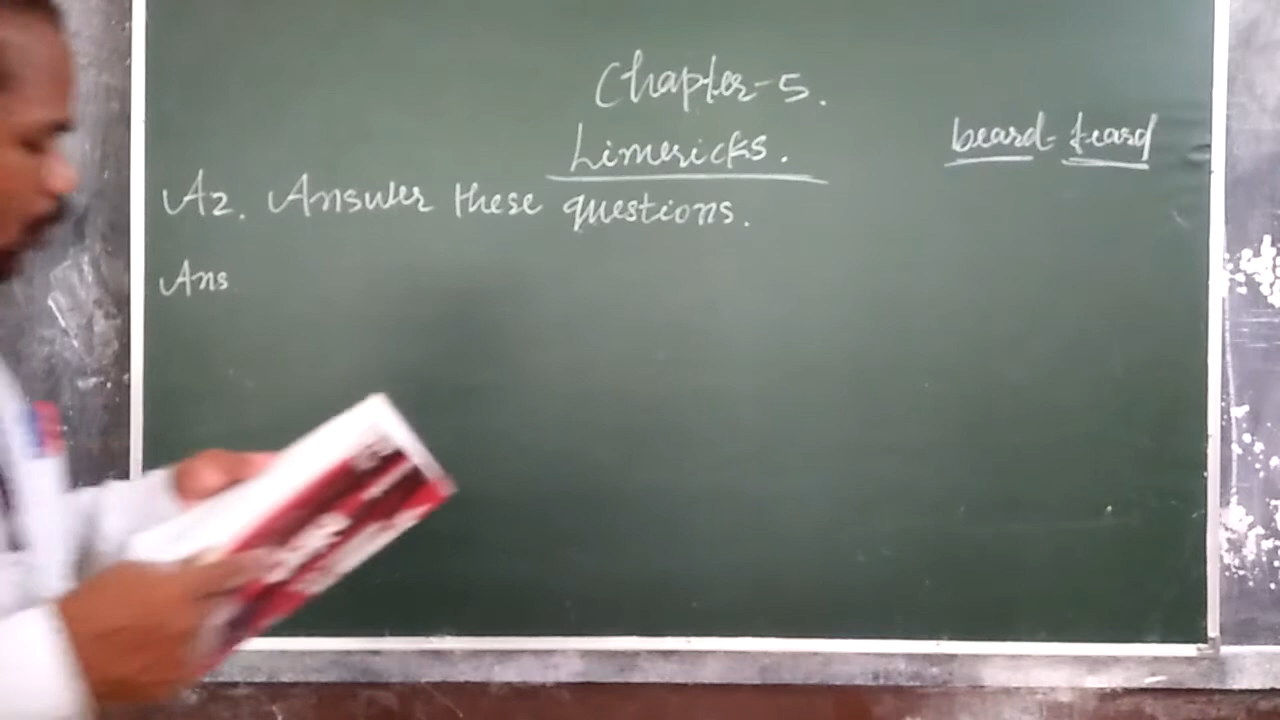 Chapter-5.
Limericks.
beard - feard
A2. Answer these questions.
Ans